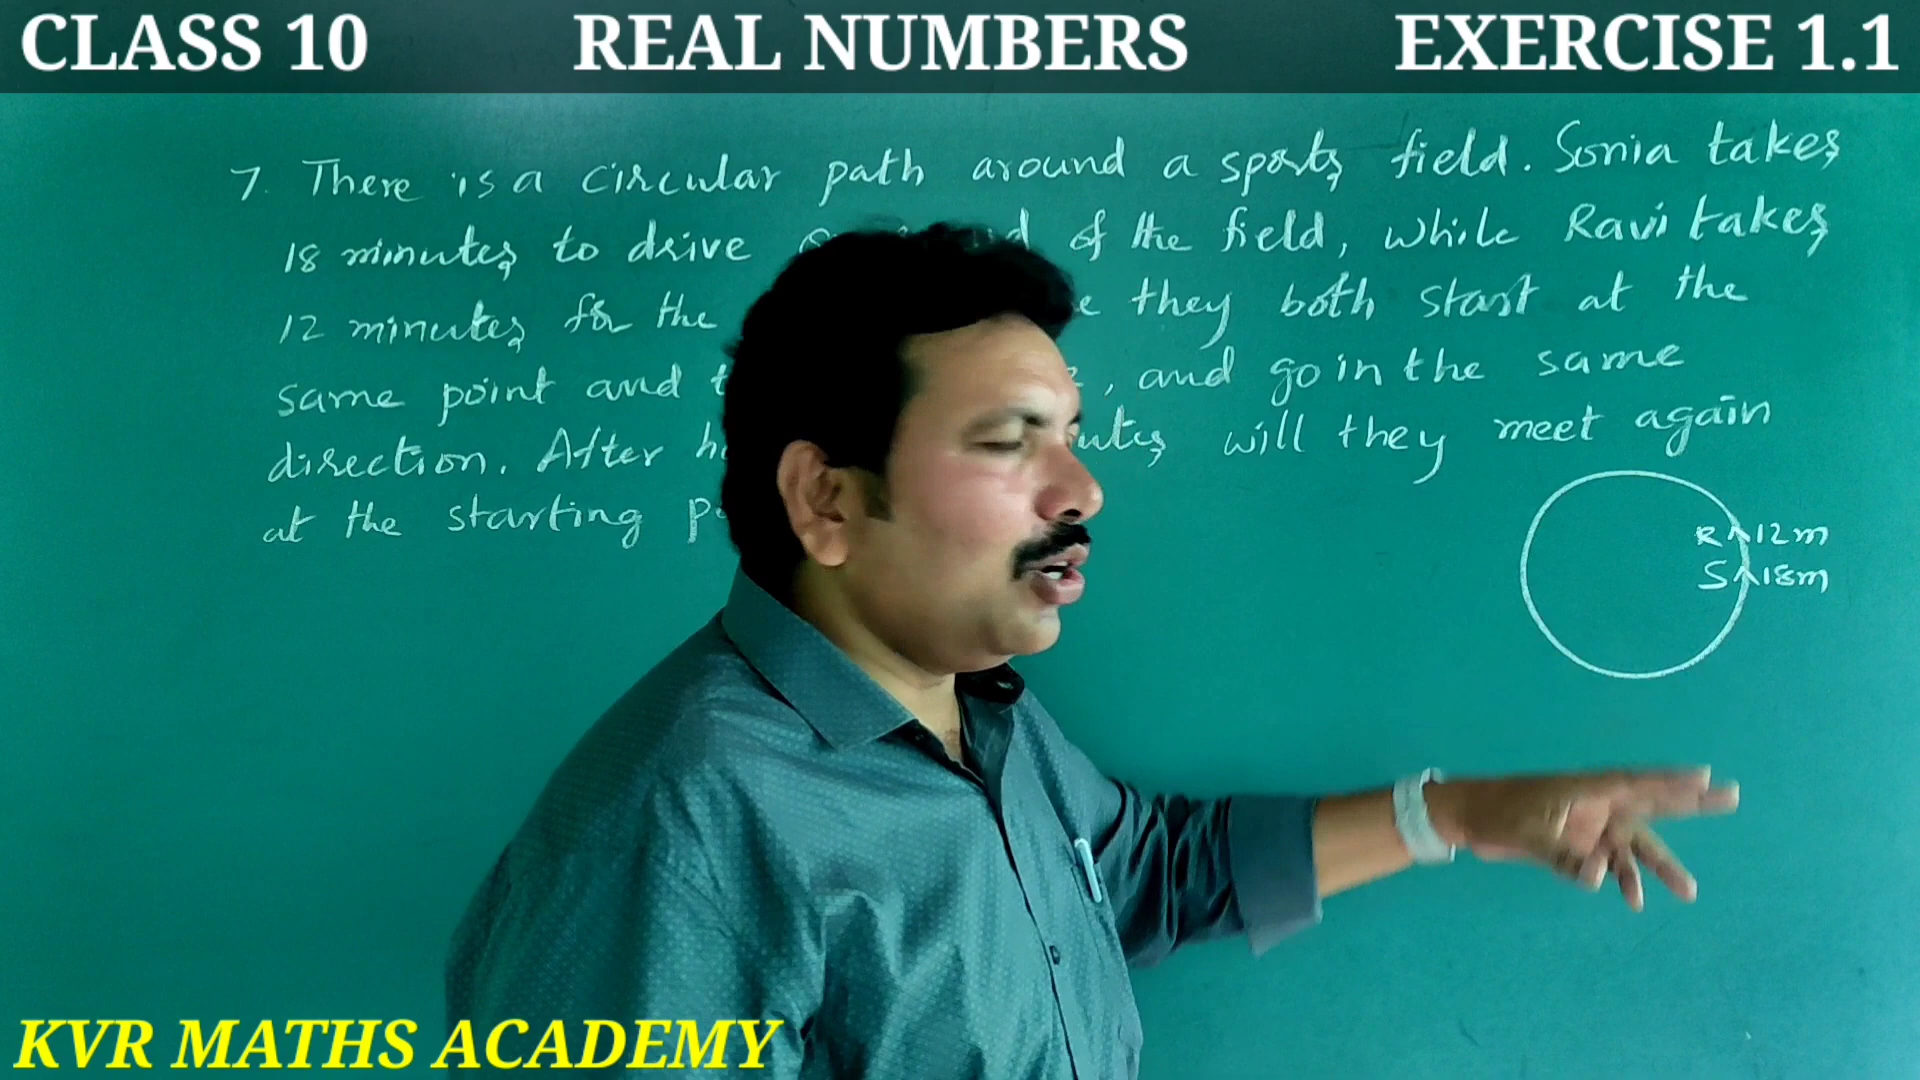 CLASS 10 REAL NUMBERS EXERCISE 1.1
7. There is a circular path around a sports field. Sonia takes
18 minutes to drive of the field, while Ravi takes
12 minutes for the they both start at the
same point and , and go in the same
direction. After will they meet again
at the starting
R 12m
S 18m
KVR MATHS ACADEMY